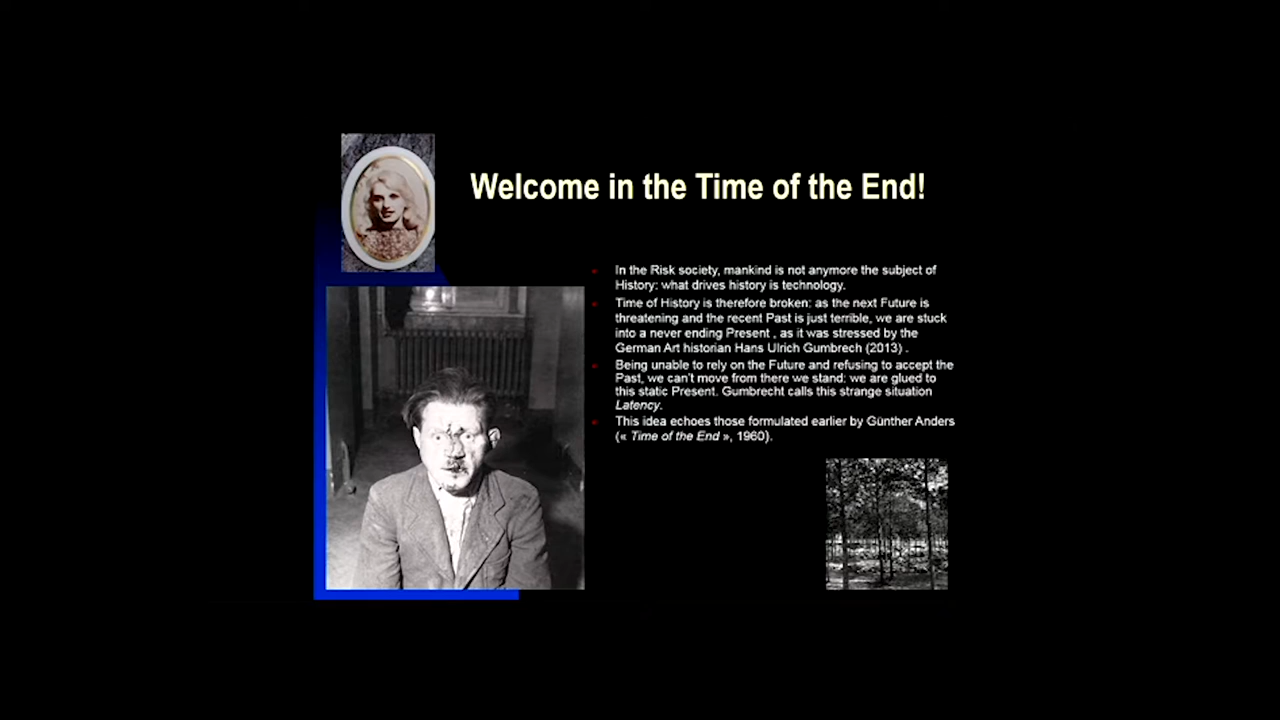 Welcome in the Time of the End!
In the Risk society, mankind is not anymore the subject of
History: what drives history is technology.
Time of History is therefore broken: as the next Future is
threatening and the recent Past is just terrible, we are stuck
into a never ending Present , as it was stressed by the
German Art historian Hans Ulrich Gumbrech (2013) .
Being unable to rely on the Future and refusing to accept the
Past, we can't move from there we stand: we are glued to
this static Present. Gumbrecht calls this strange situation
Latency.
This idea echoes those formulated earlier by Günther Anders
(« Time of the End », 1960).